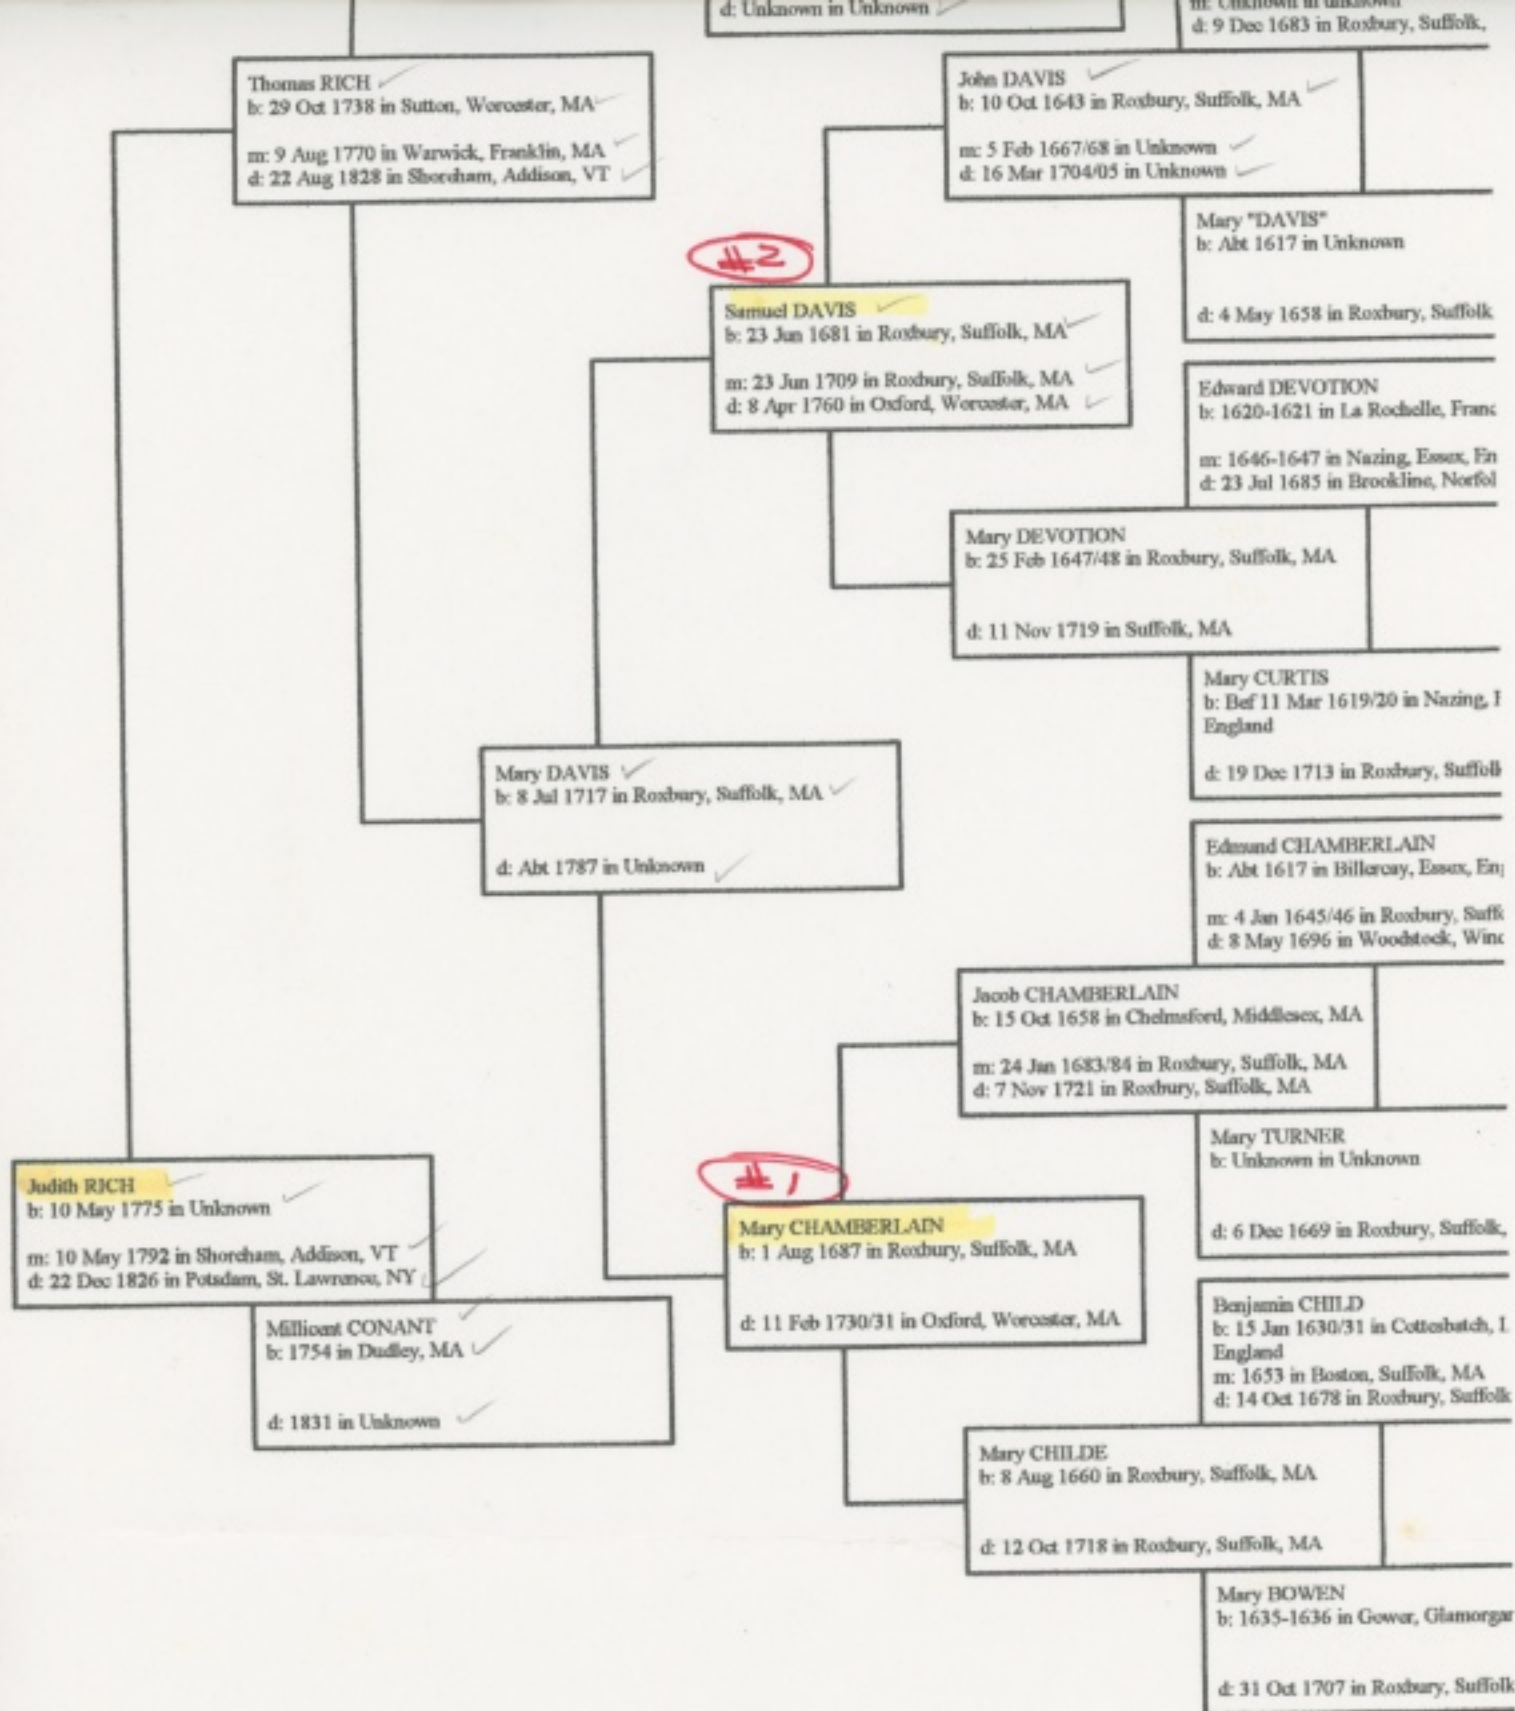 d: Unknown in Unknown
m: Unknown in unknown
d: 9 Dec 1683 in Roxbury, Suffolk,
Thomas RICH
b: 29 Oct 1738 in Sutton, Worcester, MA
m: 9 Aug 1770 in Warwick, Franklin, MA
d: 22 Aug 1828 in Shoreham, Addison, VT
John DAVIS
b: 10 Oct 1643 in Roxbury, Suffolk, MA
m: 5 Feb 1667/68 in Unknown
d: 16 Mar 1704/05 in Unknown
Mary "DAVIS"
b: Abt 1617 in Unknown
d: 4 May 1658 in Roxbury, Suffolk
#2
Samuel DAVIS
b: 23 Jun 1681 in Roxbury, Suffolk, MA
m: 23 Jun 1709 in Roxbury, Suffolk, MA
d: 8 Apr 1760 in Oxford, Worcester, MA
Edward DEVOTION
b: 1620-1621 in La Rochelle, Franc
m: 1646-1647 in Nazing, Essex, En
d: 23 Jul 1685 in Brookline, Norfol
Mary DEVOTION
b: 25 Feb 1647/48 in Roxbury, Suffolk, MA
d: 11 Nov 1719 in Suffolk, MA
Mary CURTIS
b: Bef 11 Mar 1619/20 in Nazing,
England
d: 19 Dec 1713 in Roxbury, Suffolk
Mary DAVIS
b: 8 Jul 1717 in Roxbury, Suffolk, MA
d: Abt 1787 in Unknown
Edmund CHAMBERLAIN
b: Abt 1617 in Billercay, Essex, En
m: 4 Jan 1645/46 in Roxbury, Suff
d: 8 May 1696 in Woodstock, Winc
Jacob CHAMBERLAIN
b: 15 Oct 1658 in Chelmsford, Middlesex, MA
m: 24 Jan 1683/84 in Roxbury, Suffolk, MA
d: 7 Nov 1721 in Roxbury, Suffolk, MA
Mary TURNER
b: Unknown in Unknown
d: 6 Dec 1669 in Roxbury, Suffolk,
Judith RICH
b: 10 May 1775 in Unknown
m: 10 May 1792 in Shoreham, Addison, VT
d: 22 Dec 1826 in Potsdam, St. Lawrence, NY
#1
Mary CHAMBERLAIN
b: 1 Aug 1687 in Roxbury, Suffolk, MA
d: 11 Feb 1730/31 in Oxford, Worcester, MA
Millicent CONANT
b: 1754 in Dudley, MA
d: 1831 in Unknown
Benjamin CHILD
b: 15 Jan 1630/31 in Cottesbatch, L
England
m: 1653 in Boston, Suffolk, MA
d: 14 Oct 1678 in Roxbury, Suffolk
Mary CHILDE
b: 8 Aug 1660 in Roxbury, Suffolk, MA
d: 12 Oct 1718 in Roxbury, Suffolk, MA
Mary BOWEN
b: 1635-1636 in Gower, Glamorgan
d: 31 Oct 1707 in Roxbury, Suffolk